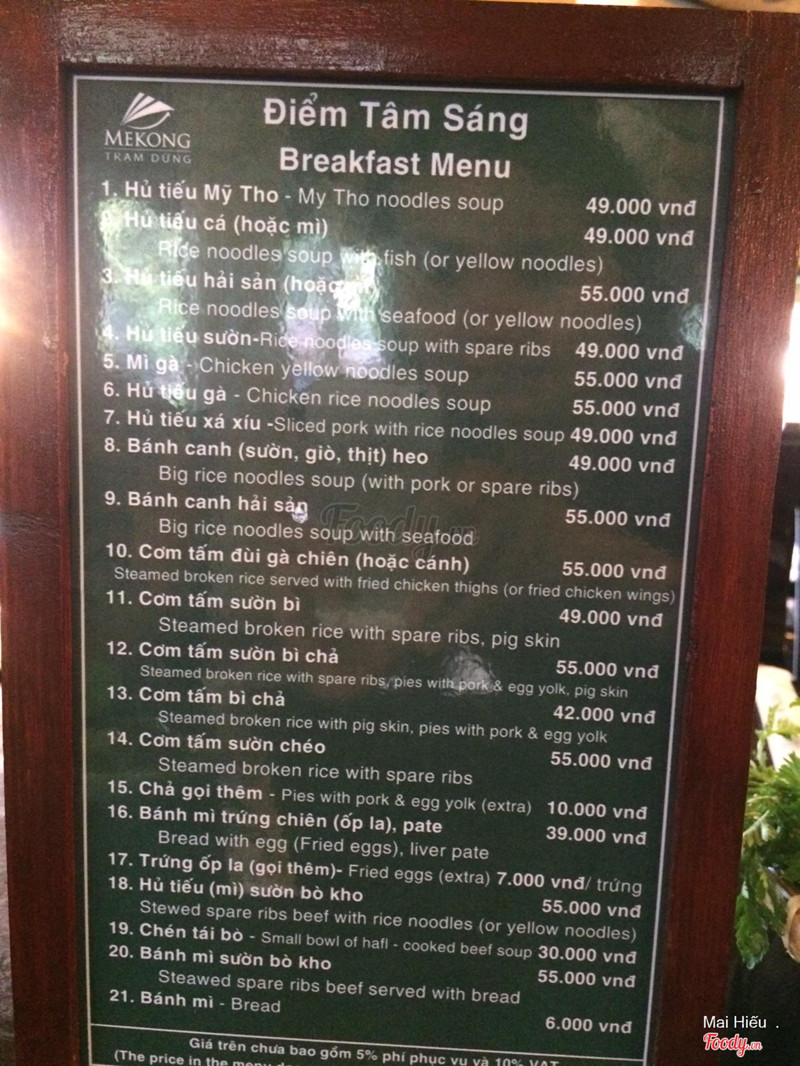 MEKONG
TRẠM DỪNG
Điểm Tâm Sáng
Breakfast Menu
1. Hủ tiếu Mỹ Tho - My Tho noodles soup 49.000 vnđ
2. Hủ tiếu cá (hoặc mì) 49.000 vnđ
Rice noodles soup with fish (or yellow noodles)
3. Hủ tiếu hải sản (hoặc 55.000 vnđ
Rice noodles soup with seafood (or yellow noodles)
4. Hủ tiếu sườn-Rice noodles soup with spare ribs 49.000 vnđ
5. Mì gà - Chicken yellow noodles soup 55.000 vnđ
6. Hủ tiếu gà - Chicken rice noodles soup 55.000 vnđ
7. Hủ tiếu xá xíu -Sliced pork with rice noodles soup 49.000 vnđ
8. Bánh canh (sườn, giò, thịt) heo 49.000 vnđ
Big rice noodles soup (with pork or spare ribs)
9. Bánh canh hải sản 55.000 vnđ
Big rice noodles soup with seafood
10. Cơm tấm đùi gà chiên (hoặc cánh) 55.000 vnđ
Steamed broken rice served with fried chicken thighs (or fried chicken wings)
11. Cơm tấm sườn bì 49.000 vnđ
Steamed broken rice with spare ribs, pig skin
12. Cơm tấm sườn bì chả 55.000 vnđ
Steamed broken rice with spare ribs, pies with pork & egg yolk, pig skin
13. Cơm tấm bì chả 42.000 vnđ
Steamed broken rice with pig skin, pies with pork & egg yolk
14. Cơm tấm sườn chéo 55.000 vnđ
Steamed broken rice with spare ribs
15. Chả gọi thêm - Pies with pork & egg yolk (extra) 10.000 vnđ
16. Bánh mì trứng chiên (ốp la), pate 39.000 vnđ
Bread with egg (Fried eggs), liver pate
17. Trứng ốp la (gọi thêm)- Fried eggs (extra) 7.000 vnđ/ trứng
18. Hủ tiếu (mì) sườn bò kho 55.000 vnđ
Stewed spare ribs beef with rice noodles (or yellow noodles)
19. Chén tái bò - Small bowl of hafl - cooked beef soup 30.000 vnđ
20. Bánh mì sườn bò kho 55.000 vnđ
Steawed spare ribs beef served with bread
21. Bánh mì - Bread 6.000 vnđ
Giá trên chưa bao gồm 5% phí phục vụ và 10% VAT
(The price in the menu
Foody.vn
Mai Hiếu .
Foody.vn